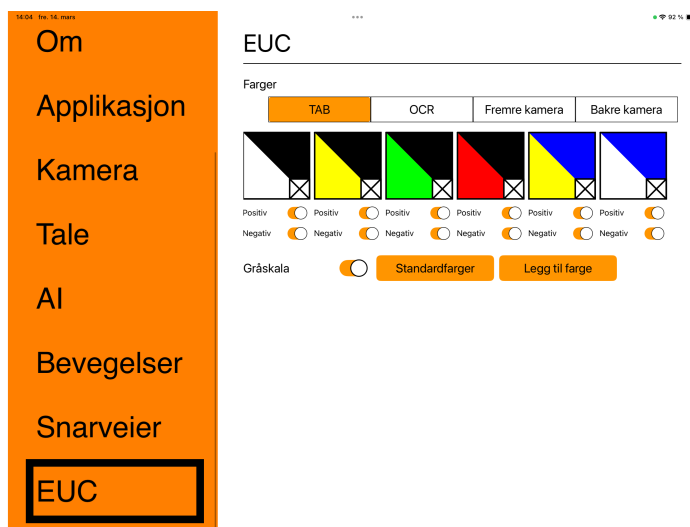 14:04 fre. 14. mars
92 %
Om
Applikasjon
Kamera
Tale
AI
Bevegelser
Snarveier
EUC
EUC
Farger
TAB OCR Fremre kamera Bakre kamera
Positiv Positiv Positiv Positiv Positiv Positiv
Negativ Negativ Negativ Negativ Negativ Negativ
Gråskala Standardfarger Legg til farge